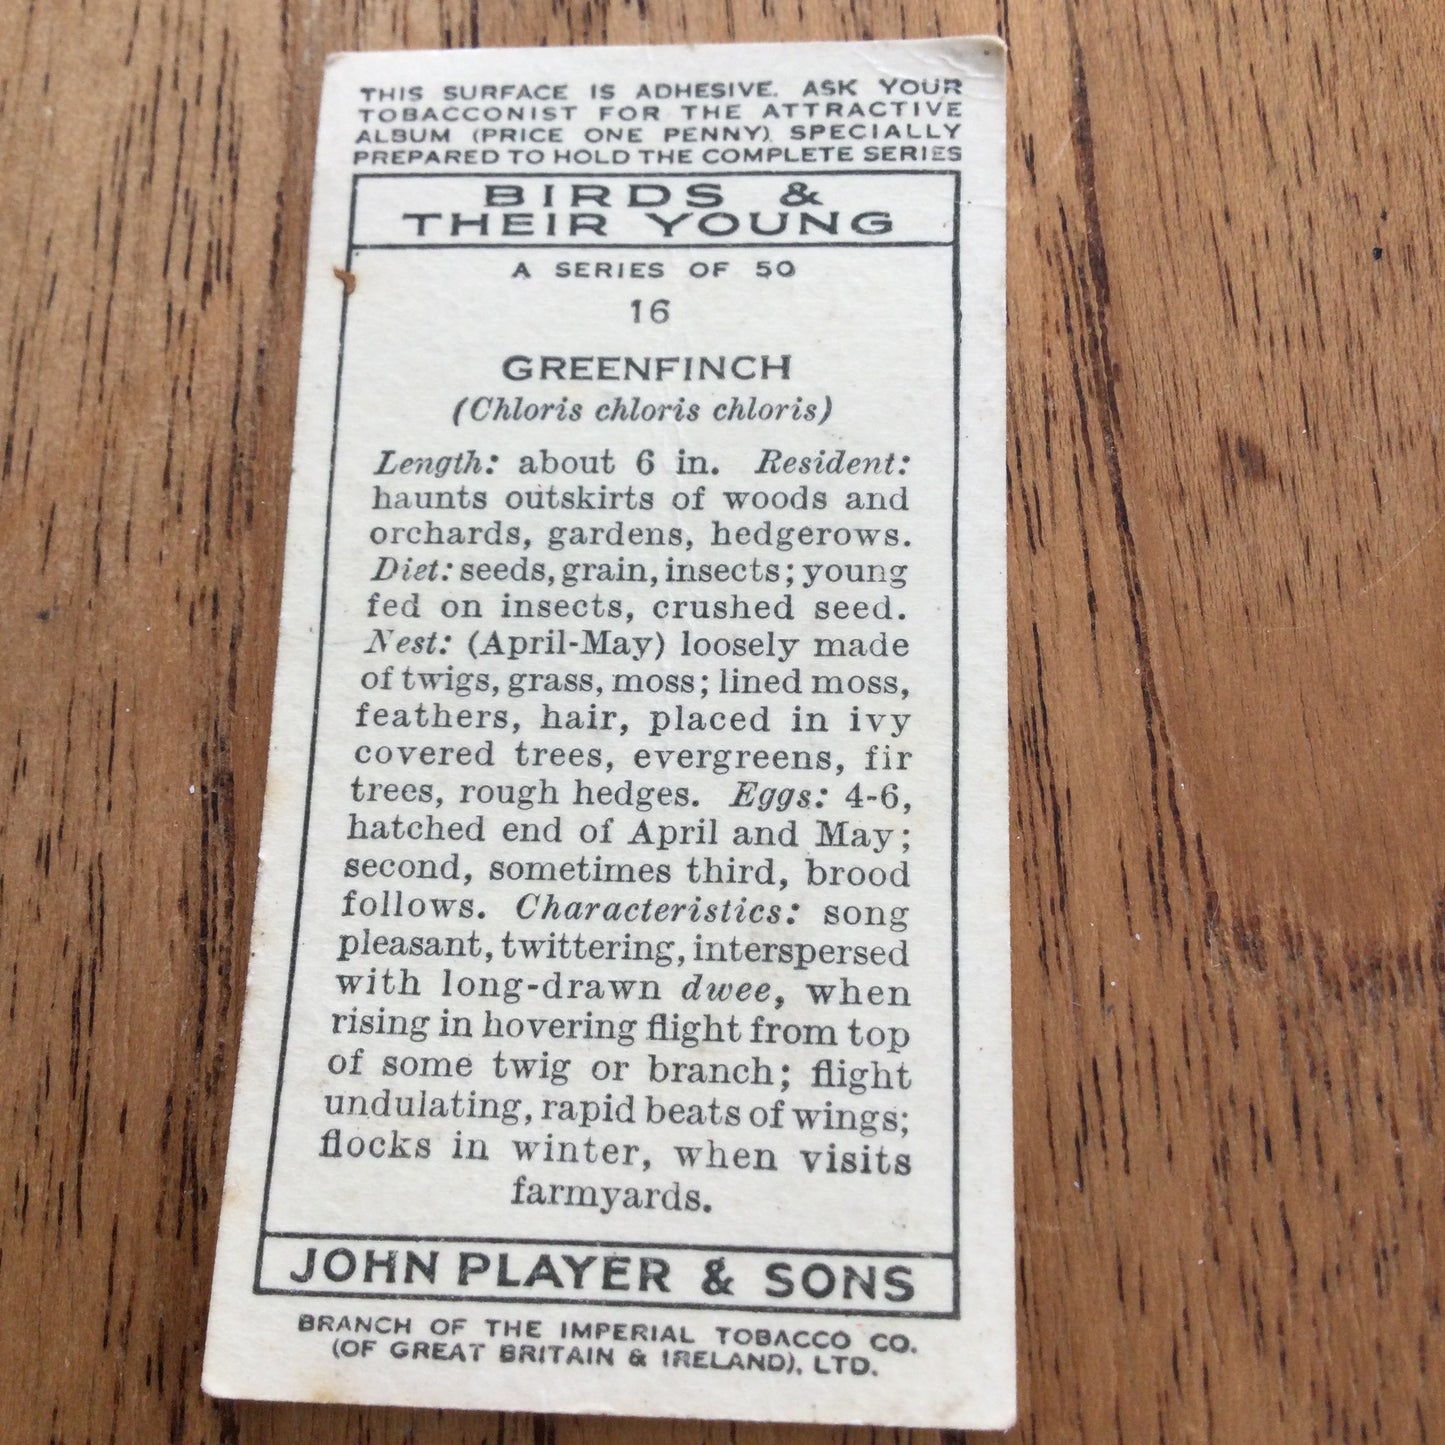 THIS SURFACE IS ADHESIVE. ASK YOUR
TOBACCONIST FOR THE ATTRACTIVE
ALBUM (PRICE ONE PENNY) SPECIALLY
PREPARED TO HOLD THE COMPLETE SERIES
BIRDS &
THEIR YOUNG
A SERIES OF 50
16
GREENFINCH
(Chloris chloris chloris)
Length: about 6 in. Resident:
haunts outskirts of woods and
orchards, gardens, hedgerows.
Diet: seeds, grain, insects; young
fed on insects, crushed seed.
Nest: (April-May) loosely made
of twigs, grass, moss; lined moss,
feathers, hair, placed in ivy
covered trees, evergreens, fir
trees, rough hedges. Eggs: 4-6,
hatched end of April and May;
second, sometimes third, brood
follows. Characteristics: song
pleasant, twittering, interspersed
with long-drawn dwee, when
rising in hovering flight from top
of some twig or branch; flight
undulating, rapid beats of wings;
flocks in winter, when visits
farmyards.
JOHN PLAYER & SONS
BRANCH OF THE IMPERIAL TOBACCO CO.
(OF GREAT BRITAIN & IRELAND), LTD.